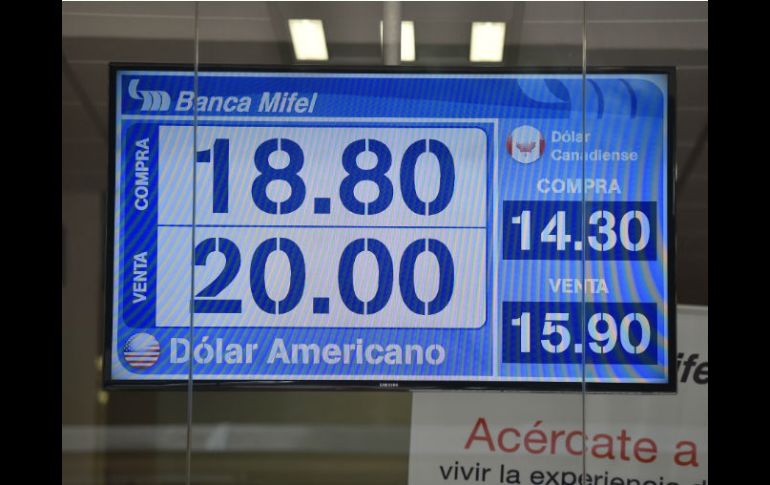 Banca Mifel
COMPRA
18.80
VENTA
20.00
Dólar Americano
Dólar
Canadiense
COMPRA
14.30
VENTA
15.90
SAMSUNG
ifel
Acércate a
vivir la experiencia d